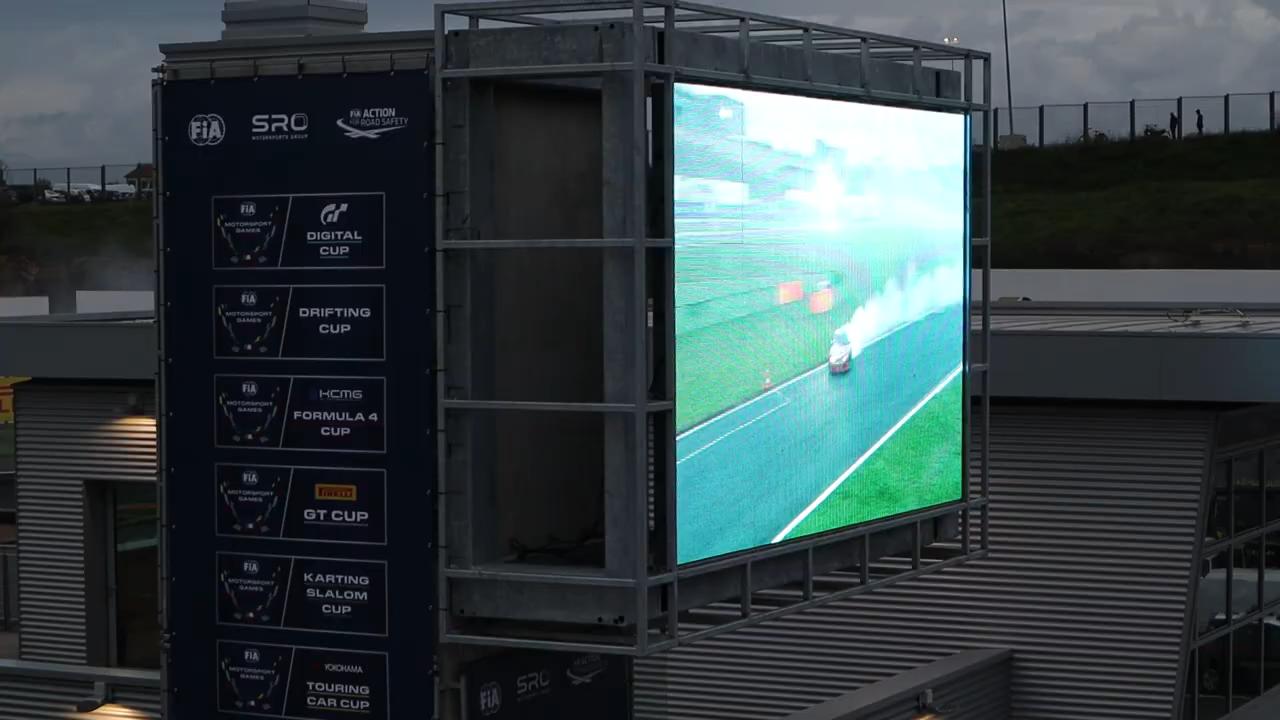 FIA
SRO
MOTORSPORTS GROUP
FIA ACTION
FOR ROAD SAFETY
FIA
MOTORSPORT
GAMES
DIGITAL
CUP
FIA
MOTORSPORT
GAMES
DRIFTING
CUP
FIA
MOTORSPORT
GAMES
KCMG
FORMULA 4
CUP
FIA
MOTORSPORT
GAMES
PIRELLI
GT CUP
FIA
MOTORSPORT
GAMES
KARTING
SLALOM
CUP
FIA
MOTORSPORT
GAMES
YOKOHAMA
TOURING
CAR CUP
FIA
SRO